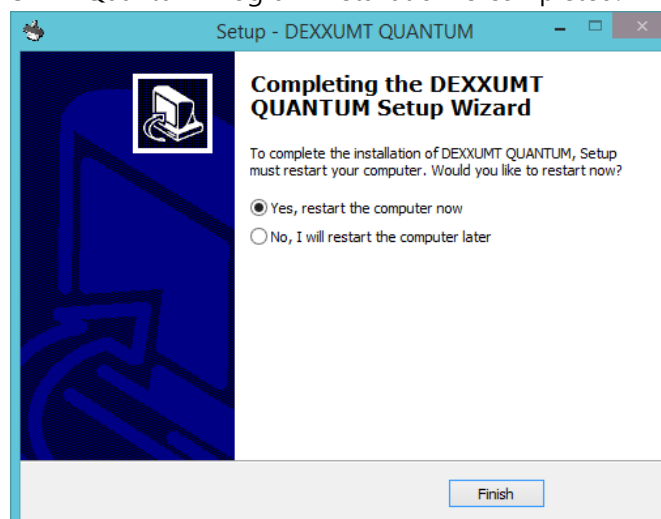 Setup - DEXXUMT QUANTUM
Completing the DEXXUMT
QUANTUM Setup Wizard
To complete the installation of DEXXUMT QUANTUM, Setup
must restart your computer. Would you like to restart now?
Yes, restart the computer now
No, I will restart the computer later
Finish